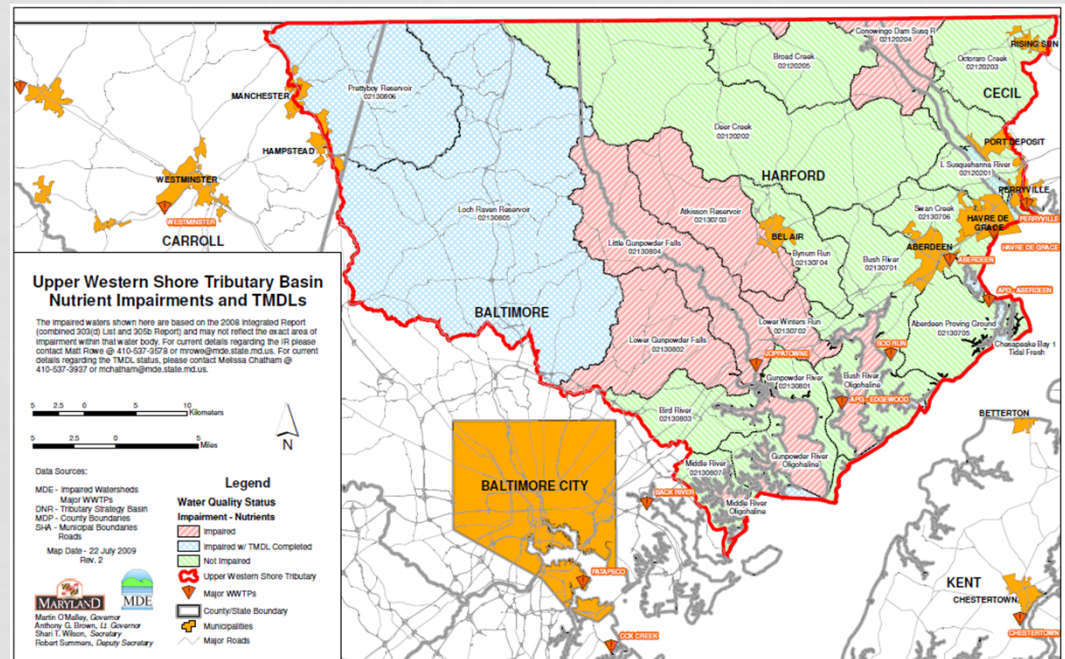 Conowingo Dam Susq R
02120204
RISING SUN
Broad Creek
02120205
Octoraro Creek
02120203
CECIL
Prettyboy Reservoir
02130806
MANCHESTER
Deer Creek
02120202
PORT DEPOSIT
HAMPSTEAD
L Susquehanna River
02120201
WESTMINSTER
HARFORD
PERRYVILLE
Loch Raven Reservoir
02130805
Atkisson Reservoir
02130703
Swan Creek
02130706
HAVRE DE
GRACE
PERRYVILLE
WESTMINSTER
CARROLL
Little Gunpowder Falls
02130804
BEL AIR
Bynum Run
02130704
ABERDEEN
HAVRE DE GRACE
Bush River
02130701
ABERDEEN
APG - ABERDEEN
Upper Western Shore Tributary Basin
Nutrient Impairments and TMDLs
The impaired waters shown here are based on the 2008 Integrated Report
(combined 303(d) List and 305b Report) and may not reflect the exact area of
impairment within that water body. For current details regarding the IR please
contact Matt Rowe @ 410-537-3578 or mrowe@mde.state.md.us. For current
details regarding the TMDL status, please contact Melissa Chatham @
410-537-3937 or mchatham@mde.state.md.us.
BALTIMORE
Lower Winters Run
02130702
Aberdeen Proving Ground
02130705
Chesapeake Bay 1
Tidal Fresh
Lower Gunpowder Falls
02130802
JOPPATOWNE
SOD RUN
Gunpowder River
02130801
Bush River
Oligohaline
APG - EDGEWOOD
Bird River
02130803
BETTERTON
5 2.5 0 5 10
Kilometers
5 2.5 0 5
Miles
N
Gunpowder River
Oligohaline
Middle River
02130807
Middle River
Oligohaline
BALTIMORE CITY
BACK RIVER
Data Sources:
MDE - Impaired Watersheds
Major WWTPs
DNR - Tributary Strategy Basin
MDP - County Boundaries
SHA - Municipal Boundaries
Roads
Map Date - 22 July 2009
Rev. 2
MARYLAND
MDE
Martin O'Malley, Governor
Anthony G. Brown, Lt. Governor
Shari T. Wilson, Secretary
Robert Summers, Deputy Secretary
Legend
Water Quality Status
Impairment - Nutrients
Impaired
Impaired w/ TMDL Completed
Not Impaired
Upper Western Shore Tributary
Major WWTPs
County/State Boundary
Municipalities
Major Roads
PATAPSCO
COX CREEK
KENT
CHESTERTOWN
CHESTERTOWN